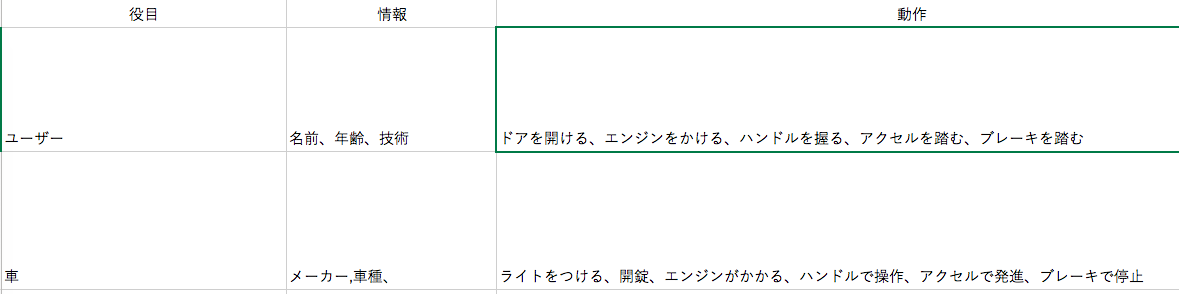 役目 情報 動作
ユーザー 名前、年齢、技術 ドアを開ける、エンジンをかける、ハンドルを握る、アクセルを踏む、ブレーキを踏む
車 メーカー,車種、 ライトをつける、開錠、エンジンがかかる、ハンドルで操作、アクセルで発進、ブレーキで停止